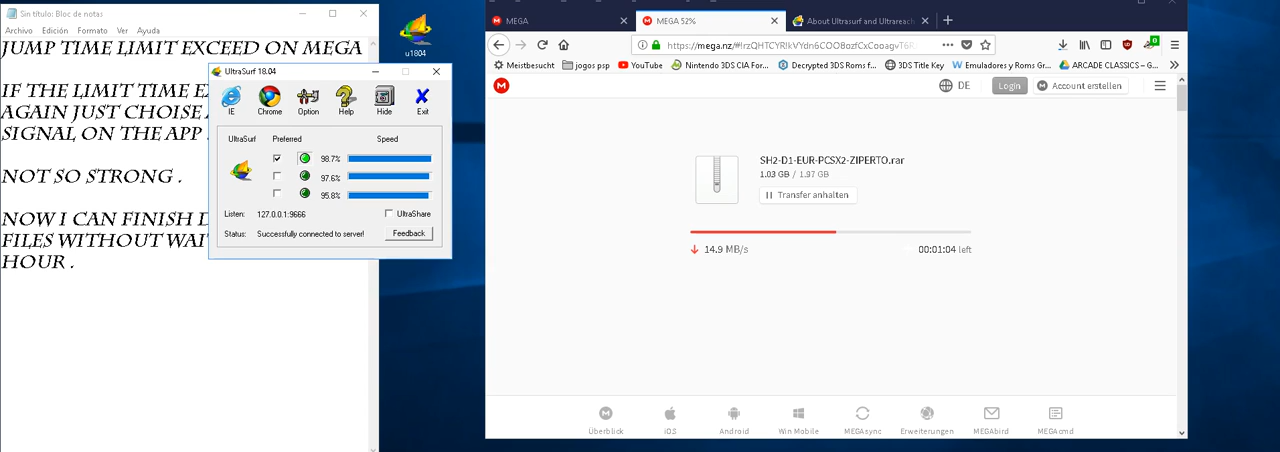 Sin título: Bloc de notas
Archivo Edición Formato Ver Ayuda
JUMP TIME LIMIT EXCEED ON MEGA
IF THE LIMIT TIME EX
AGAIN JUST CHOISE A
SIGNAL ON THE APP
NOT SO STRONG .
NOW I CAN FINISH D
FILES WITHOUT WAIT
HOUR .
u1804
UltraSurf 18.04
IE Chrome Option Help Hide Exit
UltraSurf Preferred Speed
98.7%
97.6%
95.8%
Listen: 127.0.0.1:9666 UltraShare
Status: Successfully connected to server! Feedback
MEGA
MEGA 52%
About Ultrasurf and Ultrareach
Meistbesucht jogos psp YouTube Nintendo 3DS CIA For... Decrypted 3DS Roms f... 3DS Title Key Emuladores y Roms G... ARCADE CLASSICS – G...
DE Login Account erstellen
SH2-D1-EUR-PCSX2-ZIPERTO.rar
1.03 GB / 1.97 GB
Transfer anhalten
14.9 MB/s 00:01:04 left
Überblick iOS Android Win Mobile MEGAsync Erweiterungen MEGAbird MEGAcmd